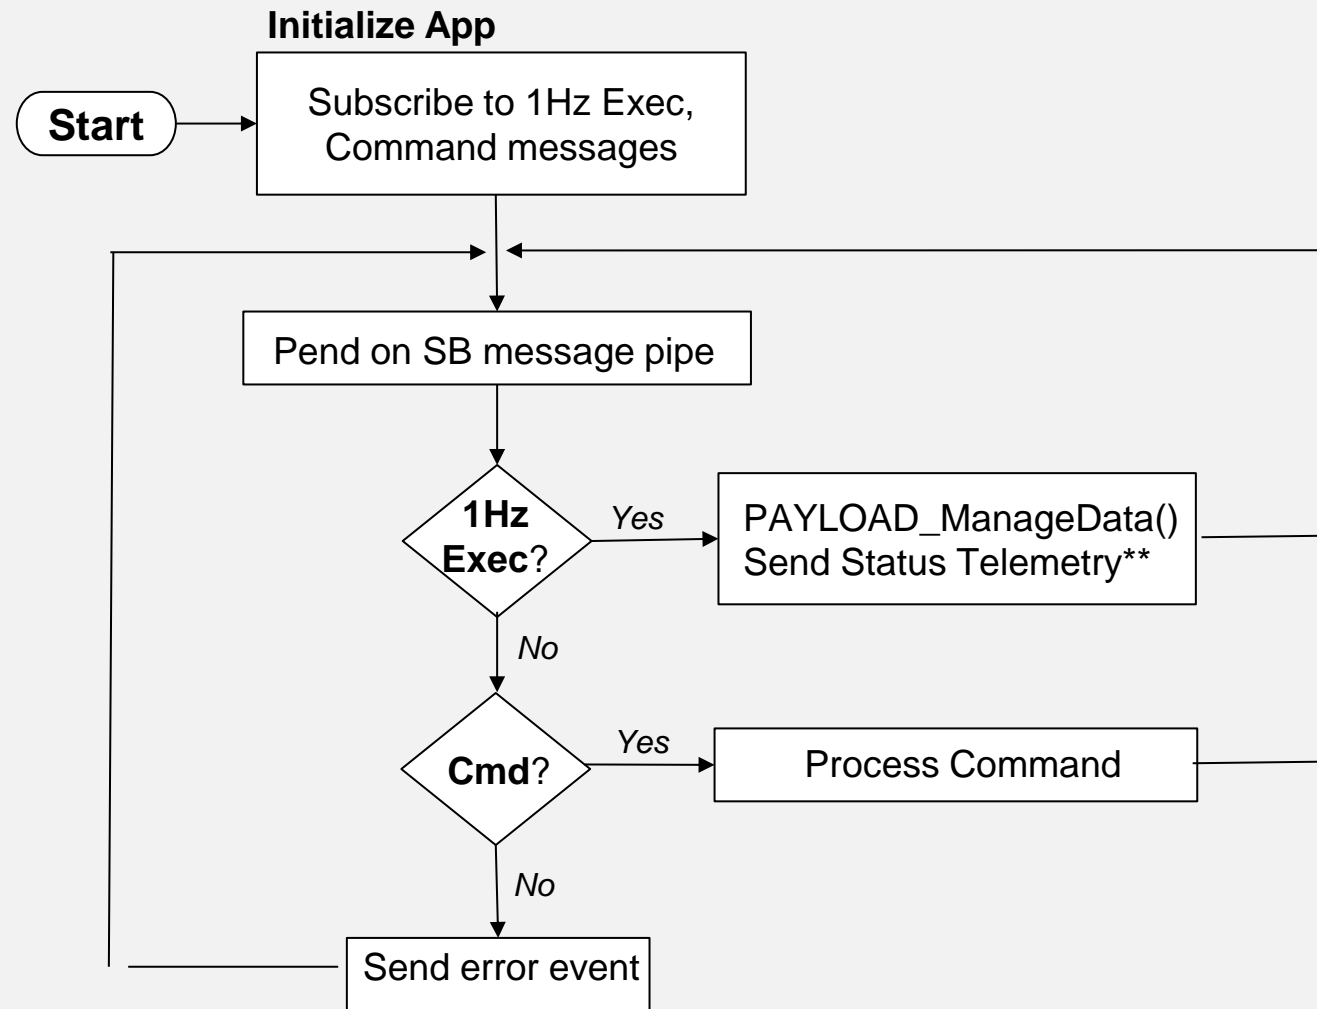 Initialize App
Start
Subscribe to 1Hz Exec,
Command messages
Pend on SB message pipe
1Hz
Exec?
Yes
PAYLOAD_ManageData()
Send Status Telemetry**
No
Cmd?
Yes
Process Command
No
Send error event